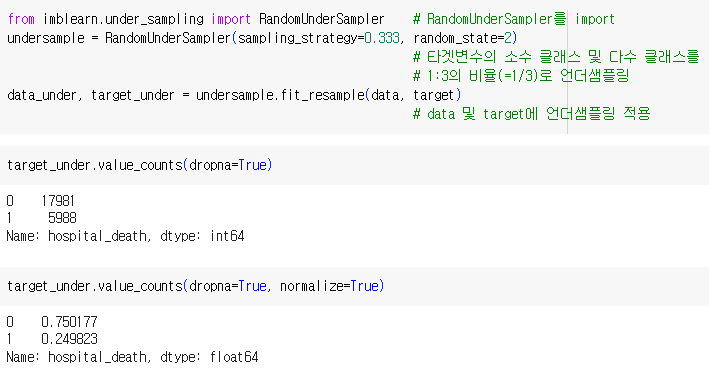 from imblearn.under_sampling import RandomUnderSampler # RandomUnderSampler를 import
undersample = RandomUnderSampler(sampling_strategy=0.333, random_state=2)
# 타겟변수의 소수 클래스 및 다수 클래스를
# 1:3의 비율(=1/3)로 언더샘플링
data_under, target_under = undersample.fit_resample(data, target)
# data 및 target에 언더샘플링 적용
target_under.value_counts(dropna=True)
0 17981
1 5988
Name: hospital_death, dtype: int64
target_under.value_counts(dropna=True, normalize=True)
0 0.750177
1 0.249823
Name: hospital_death, dtype: float64